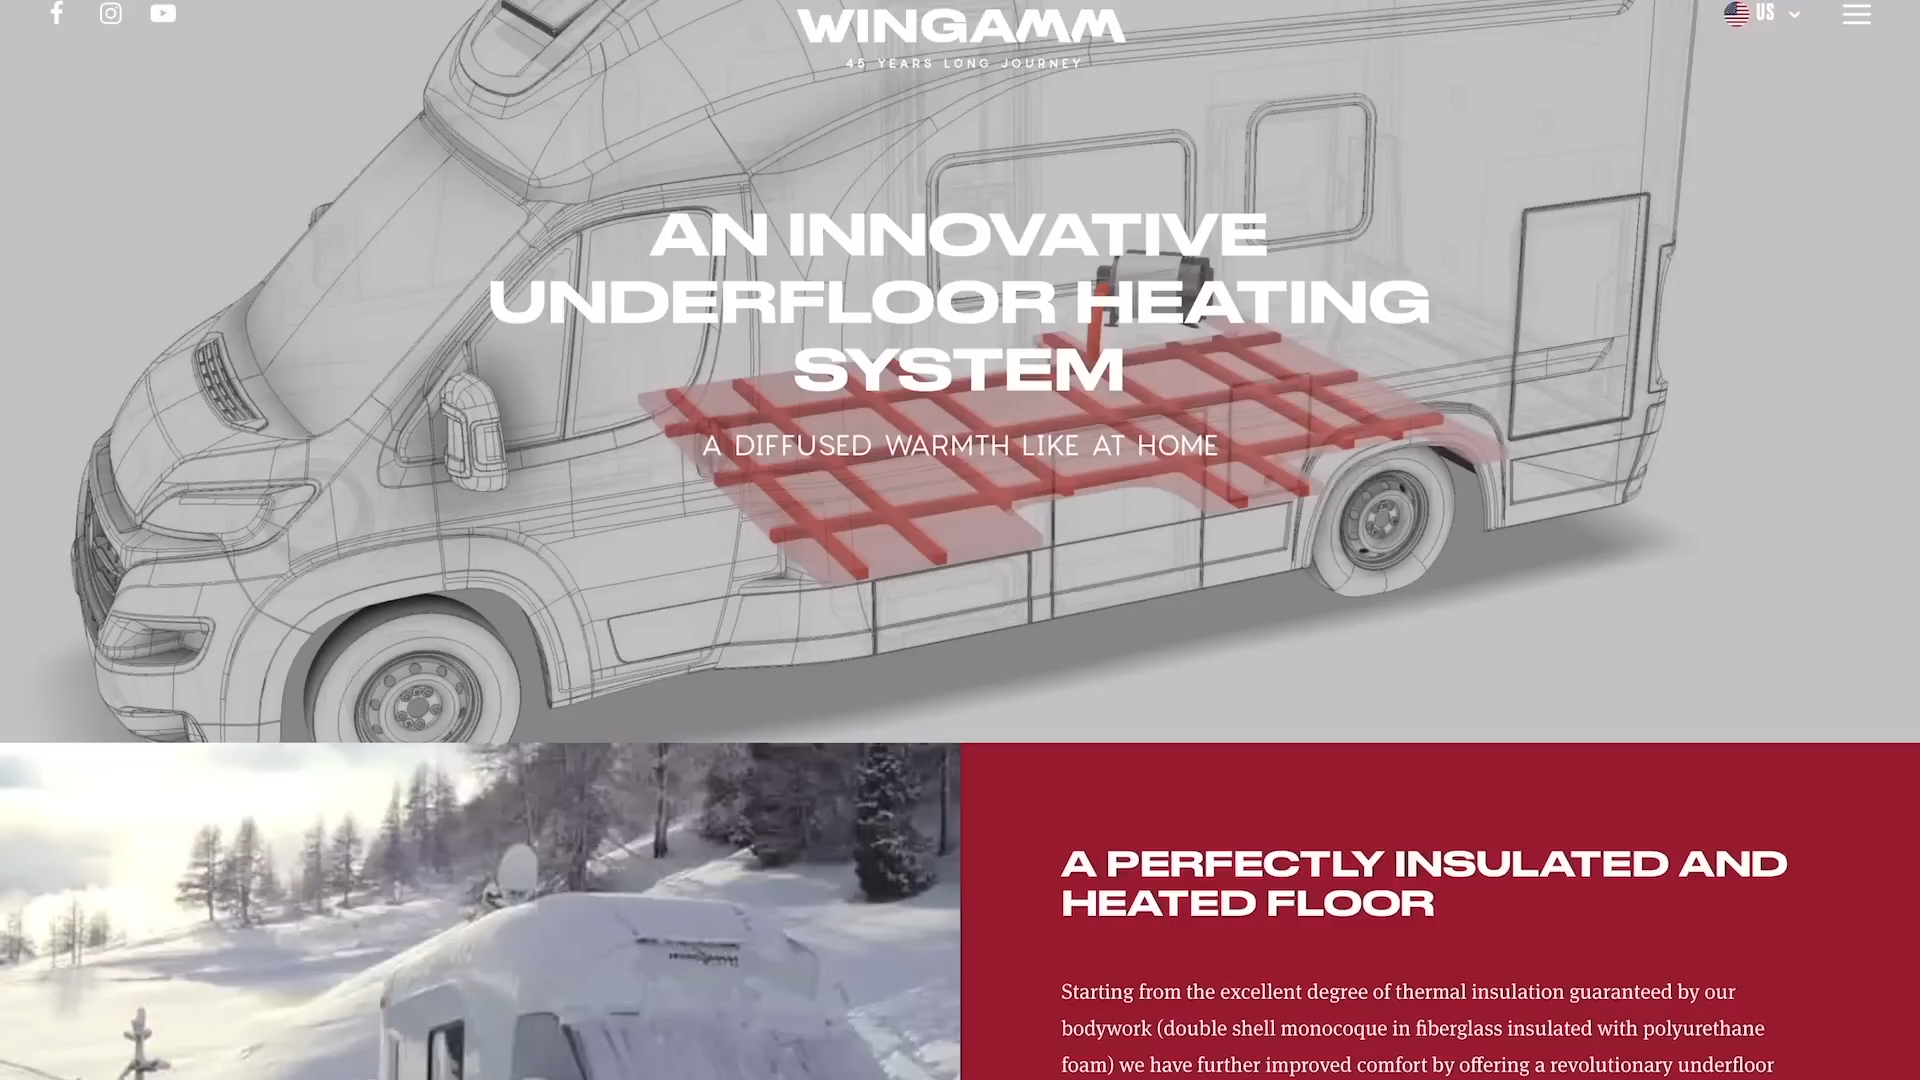 US
WINGAMM
45 YEARS LONG JOURNEY
AN INNOVATIVE
UNDERFLOOR HEATING
SYSTEM
A DIFFUSED WARMTH LIKE AT HOME
A PERFECTLY INSULATED AND
HEATED FLOOR
Starting from the excellent degree of thermal insulation guaranteed by our
bodywork (double shell monocoque in fiberglass insulated with polyurethane
foam) we have further improved comfort by offering a revolutionary underfloor